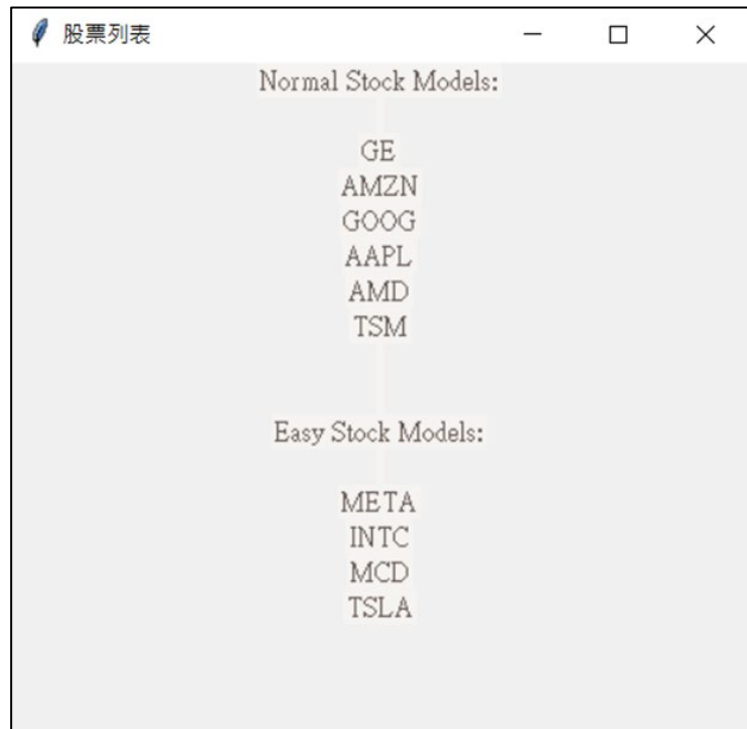 股票列表
Normal Stock Models:
GE
AMZN
GOOG
AAPL
AMD
TSM
Easy Stock Models:
META
INTC
MCD
TSLA